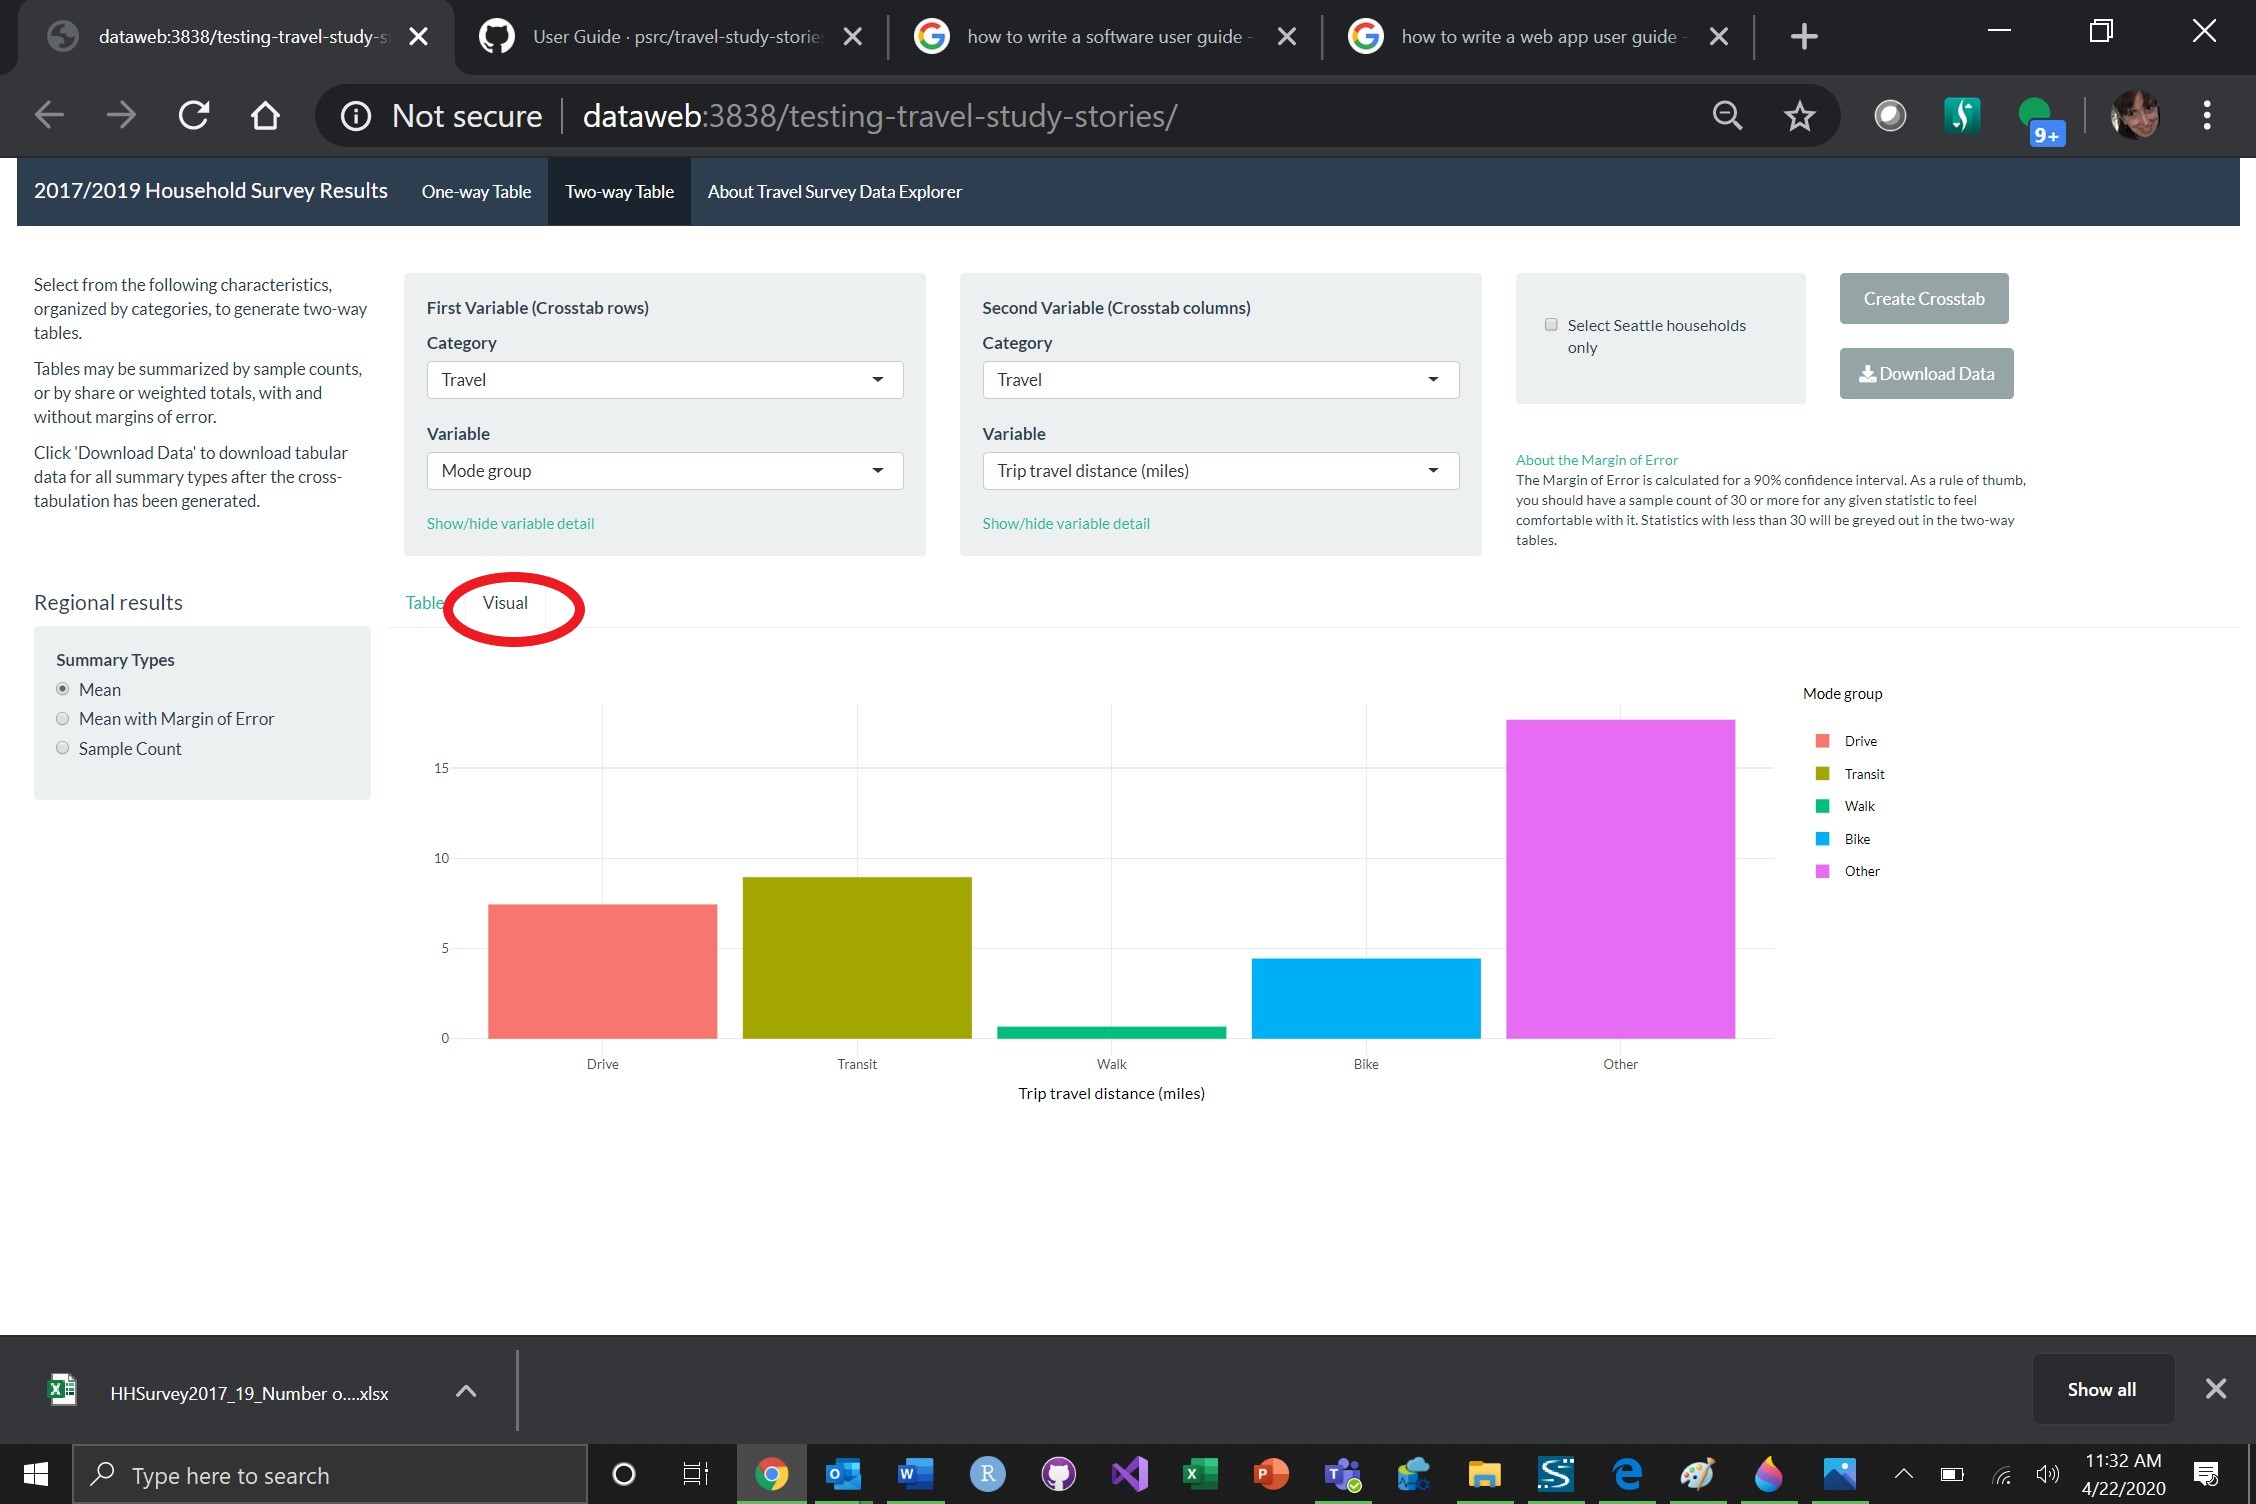 dataweb:3838/testing-travel-study-s
User Guide · psrc/travel-study-storie
how to write a software user guide -
how to write a web app user guide -
Not secure
dataweb:3838/testing-travel-study-stories/
9+
2017/2019 Household Survey Results
One-way Table
Two-way Table
About Travel Survey Data Explorer
Select from the following characteristics,
organized by categories, to generate two-way
tables.
Tables may be summarized by sample counts,
or by share or weighted totals, with and
without margins of error.
Click 'Download Data' to download tabular
data for all summary types after the cross-
tabulation has been generated.
First Variable (Crosstab rows)
Category
Travel
Variable
Mode group
Show/hide variable detail
Second Variable (Crosstab columns)
Category
Travel
Variable
Trip travel distance (miles)
Show/hide variable detail
Select Seattle households
only
Create Crosstab
Download Data
About the Margin of Error
The Margin of Error is calculated for a 90% confidence interval. As a rule of thumb,
you should have a sample count of 30 or more for any given statistic to feel
comfortable with it. Statistics with less than 30 will be greyed out in the two-way
tables.
Regional results
Summary Types
Mean
Mean with Margin of Error
Sample Count
Table
Visual
15
10
5
0
Drive
Transit
Walk
Bike
Other
Trip travel distance (miles)
Mode group
Drive
Transit
Walk
Bike
Other
HHSurvey2017_19_Number o....xlsx
Show all
Type here to search
11:32 AM
4/22/2020